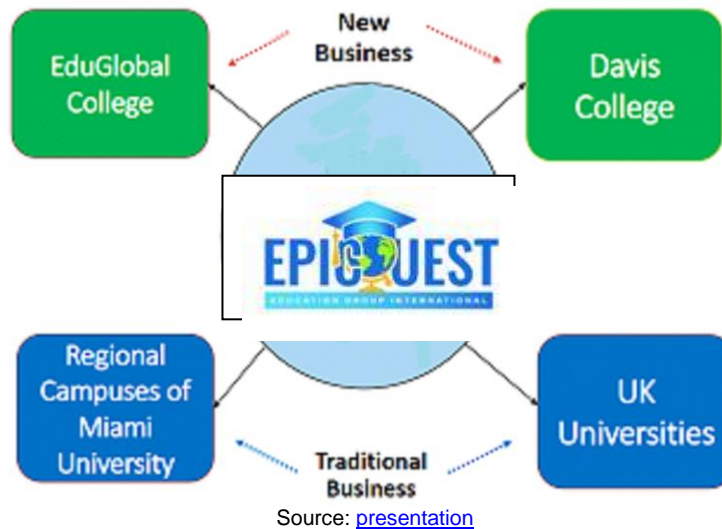 New
Business
EduGlobal
College
Davis
College
EPICQUEST
EDUCATION GROUP INTERNATIONAL
Regional
Campuses of
Miami
University
UK
Universities
Traditional
Business
Source: presentation